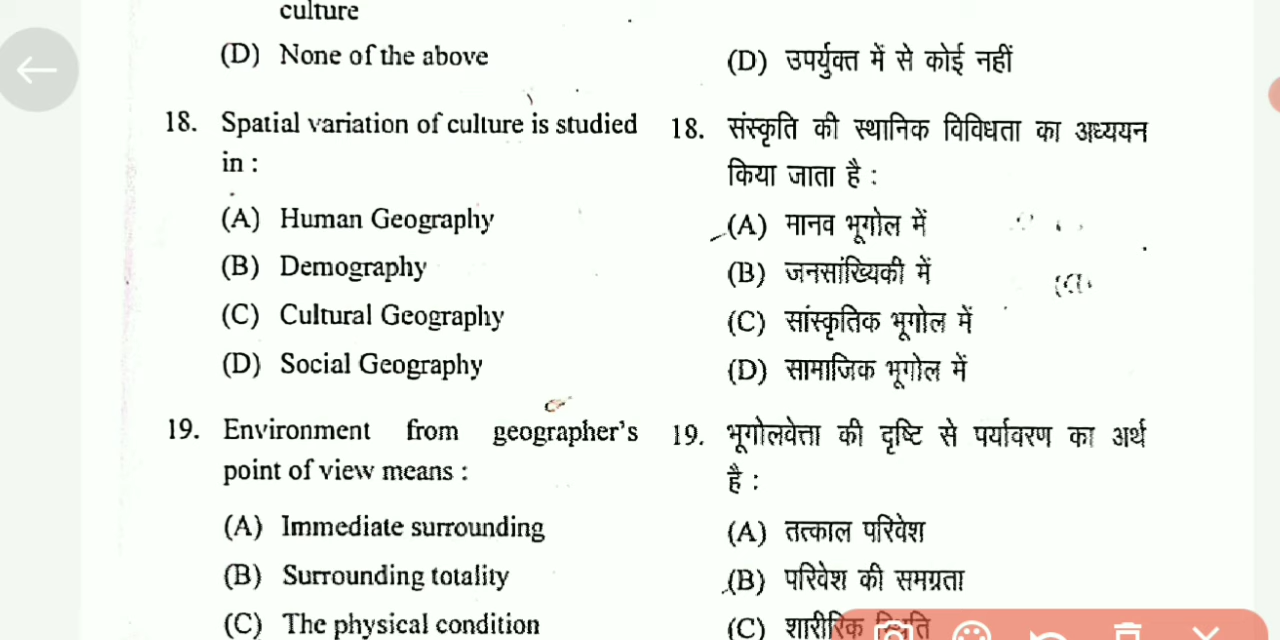 culture
(D) None of the above
(D) उपर्युक्त में से कोई नहीं
18. Spatial variation of culture is studied
in :
(A) Human Geography
(B) Demography
(C) Cultural Geography
(D) Social Geography
18. संस्कृति की स्थानिक विविधता का अध्ययन
किया जाता है :
(A) मानव भूगोल में
(B) जनसांख्यिकी में
(C) सांस्कृतिक भूगोल में
(D) सामाजिक भूगोल में
19. Environment from geographer's
point of view means :
(A) Immediate surrounding
(B) Surrounding totality
(C) The physical condition
19. भूगोलवेत्ता की दृष्टि से पर्यावरण का अर्थ
है :
(A) तत्काल परिवेश
(B) परिवेश की समग्रता
(C) शारीरिक